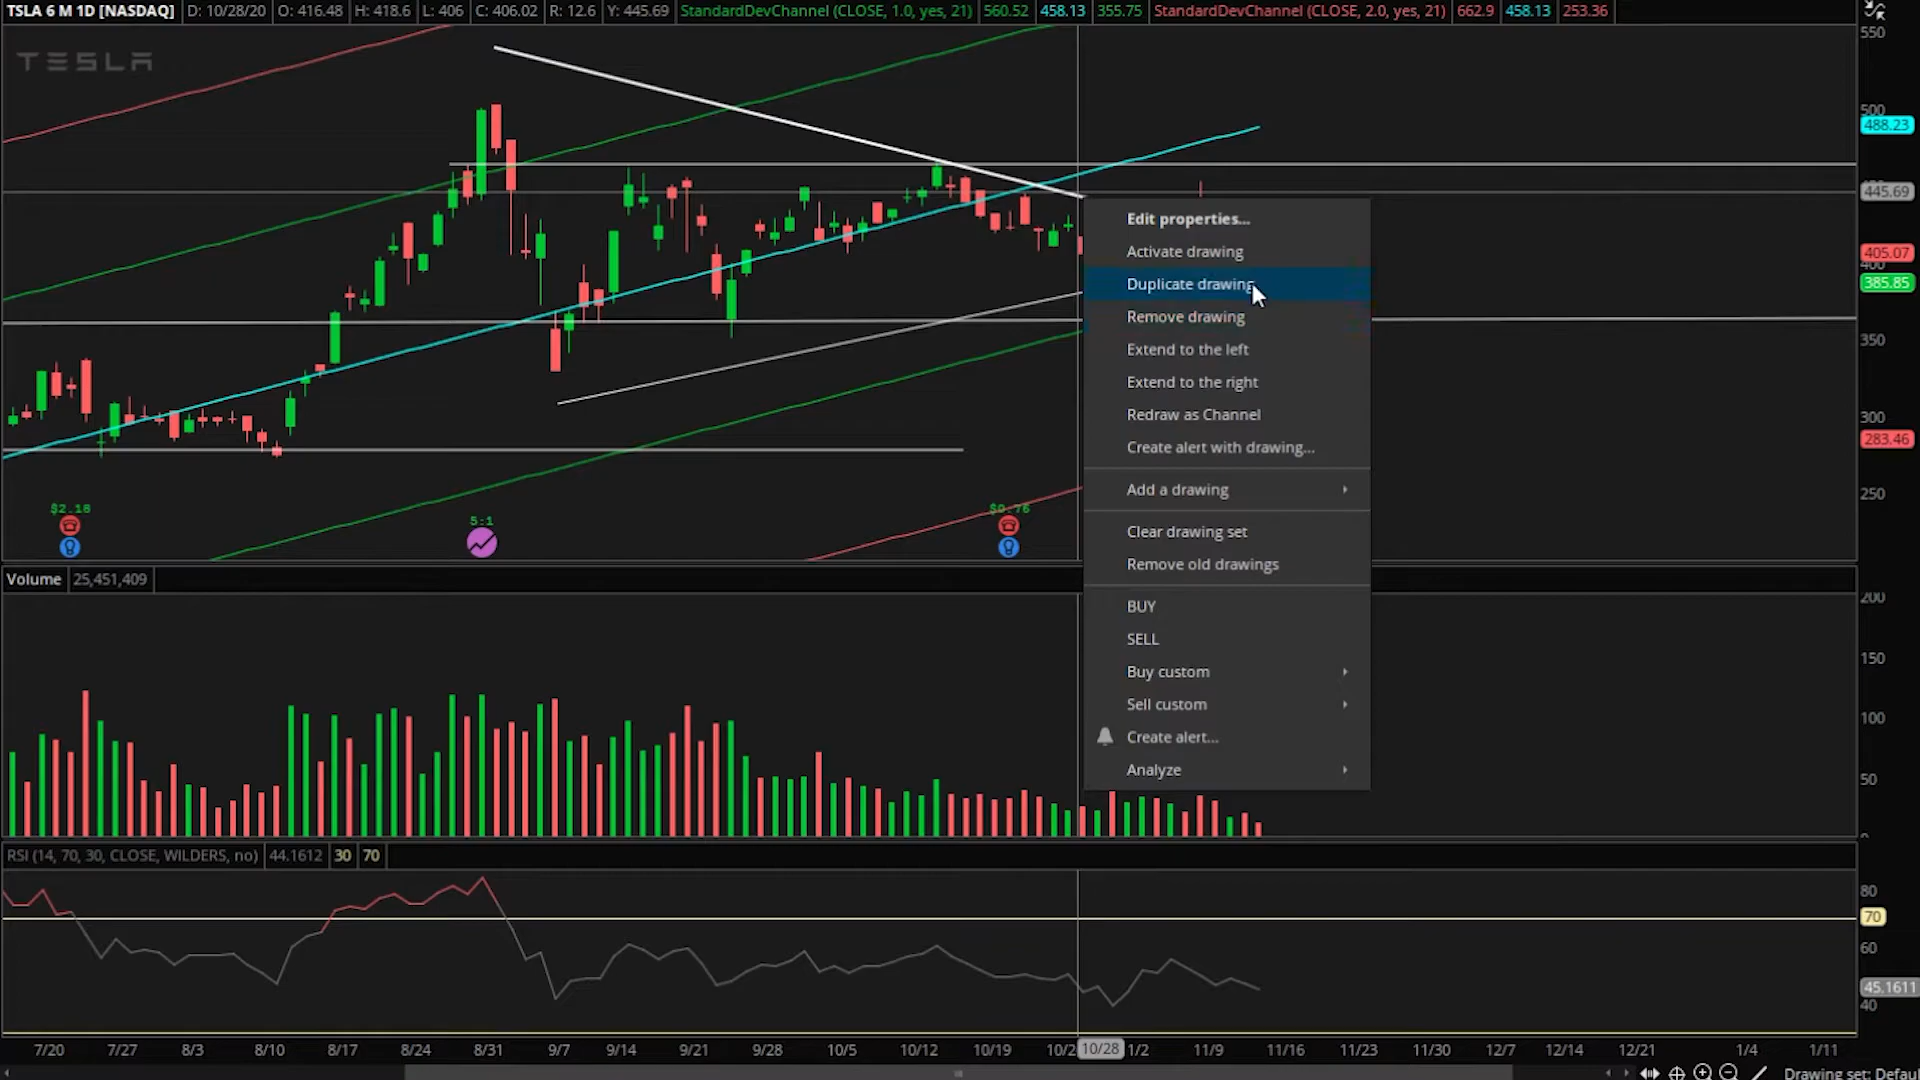 TSLA 6 M 1D [NASDAQ] D: 10/28/20 O: 416.48 H: 418.6 L: 406 C: 406.02 R: 12.6 Y: 445.69 StandardDevChannel (CLOSE, 1.0, yes, 21) 560.52 458.13 355.75 StandardDevChannel (CLOSE, 2.0, yes, 21) 662.9 458.13 253.36
550
TESLA
500
488.23
445.69
405.07
400
385.85
350
300
283.46
250
Edit properties...
Activate drawing
Duplicate drawing
Remove drawing
Extend to the left
Extend to the right
Redraw as Channel
Create alert with drawing...
Add a drawing
Clear drawing set
Remove old drawings
BUY
SELL
Buy custom
Sell custom
Create alert...
Analyze
$2.18
5:1
$0.76
Volume 25,451,409
200
150
100
50
RSI (14, 70, 30, CLOSE, WILDERS, no) 44.1612 30 70
80
70
60
45.1611
40
7/20 7/27 8/3 8/10 8/17 8/24 8/31 9/7 9/14 9/21 9/28 10/5 10/12 10/19 10/2 10/28 1/2 11/9 11/16 11/23 11/30 12/7 12/14 12/21 1/4 1/11
Drawing set: Defau